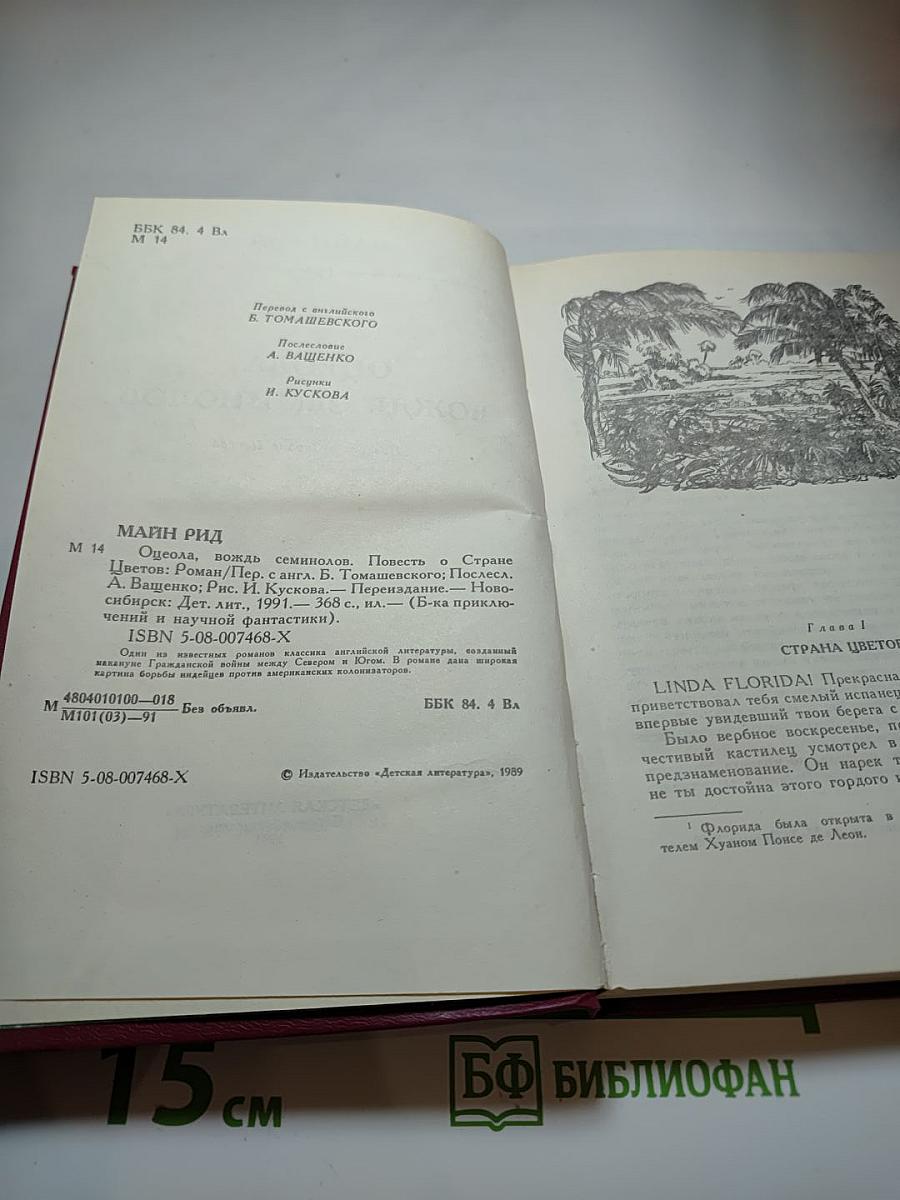 ББК 84. 4 Вл
М 14
Перевод с английского
Б. ТОМАШЕВСКОГО
Послесловие
А. ВАЩЕНКО
Рисунки
И. КУСКОВА
МАЙН РИД
М 14
Оцеола, вождь семинолов. Повесть о Стране
Цветов: Роман/Пер. с англ. Б. Томашевского; Послесл.
А. Ващенко; Рис. И. Кускова.— Переиздание.— Ново-
сибирск: Дет. лит., 1991.— 368 с., ил.— (Б-ка приклю-
чений и научной фантастики).
ISBN 5-08-007468-X
Один из известных романов классика английской литературы, созданный
накануне Гражданской войны между Севером и Югом. В романе дана широкая
картина борьбы индейцев против американских колонизаторов.
М 4804010100—018
М101(03)—91 Без объявл.
ББК 84. 4 Вл
ISBN 5-08-007468-X
© Издательство «Детская литература», 1989
Глава I
СТРАНА ЦВЕТОВ
LINDA FLORIDA! Прекрасна
приветствовал тебя смелый испанец
впервые увидевший твои берега с
Было вербное воскресенье,
честивый кастилец усмотрел в
предзнаменование. Он нарек
не ты достойна этого гордого
1 Флорида была открыта в
телем Хуаном Понсе де Леон.
15 см
БФ БИБЛИОФАН